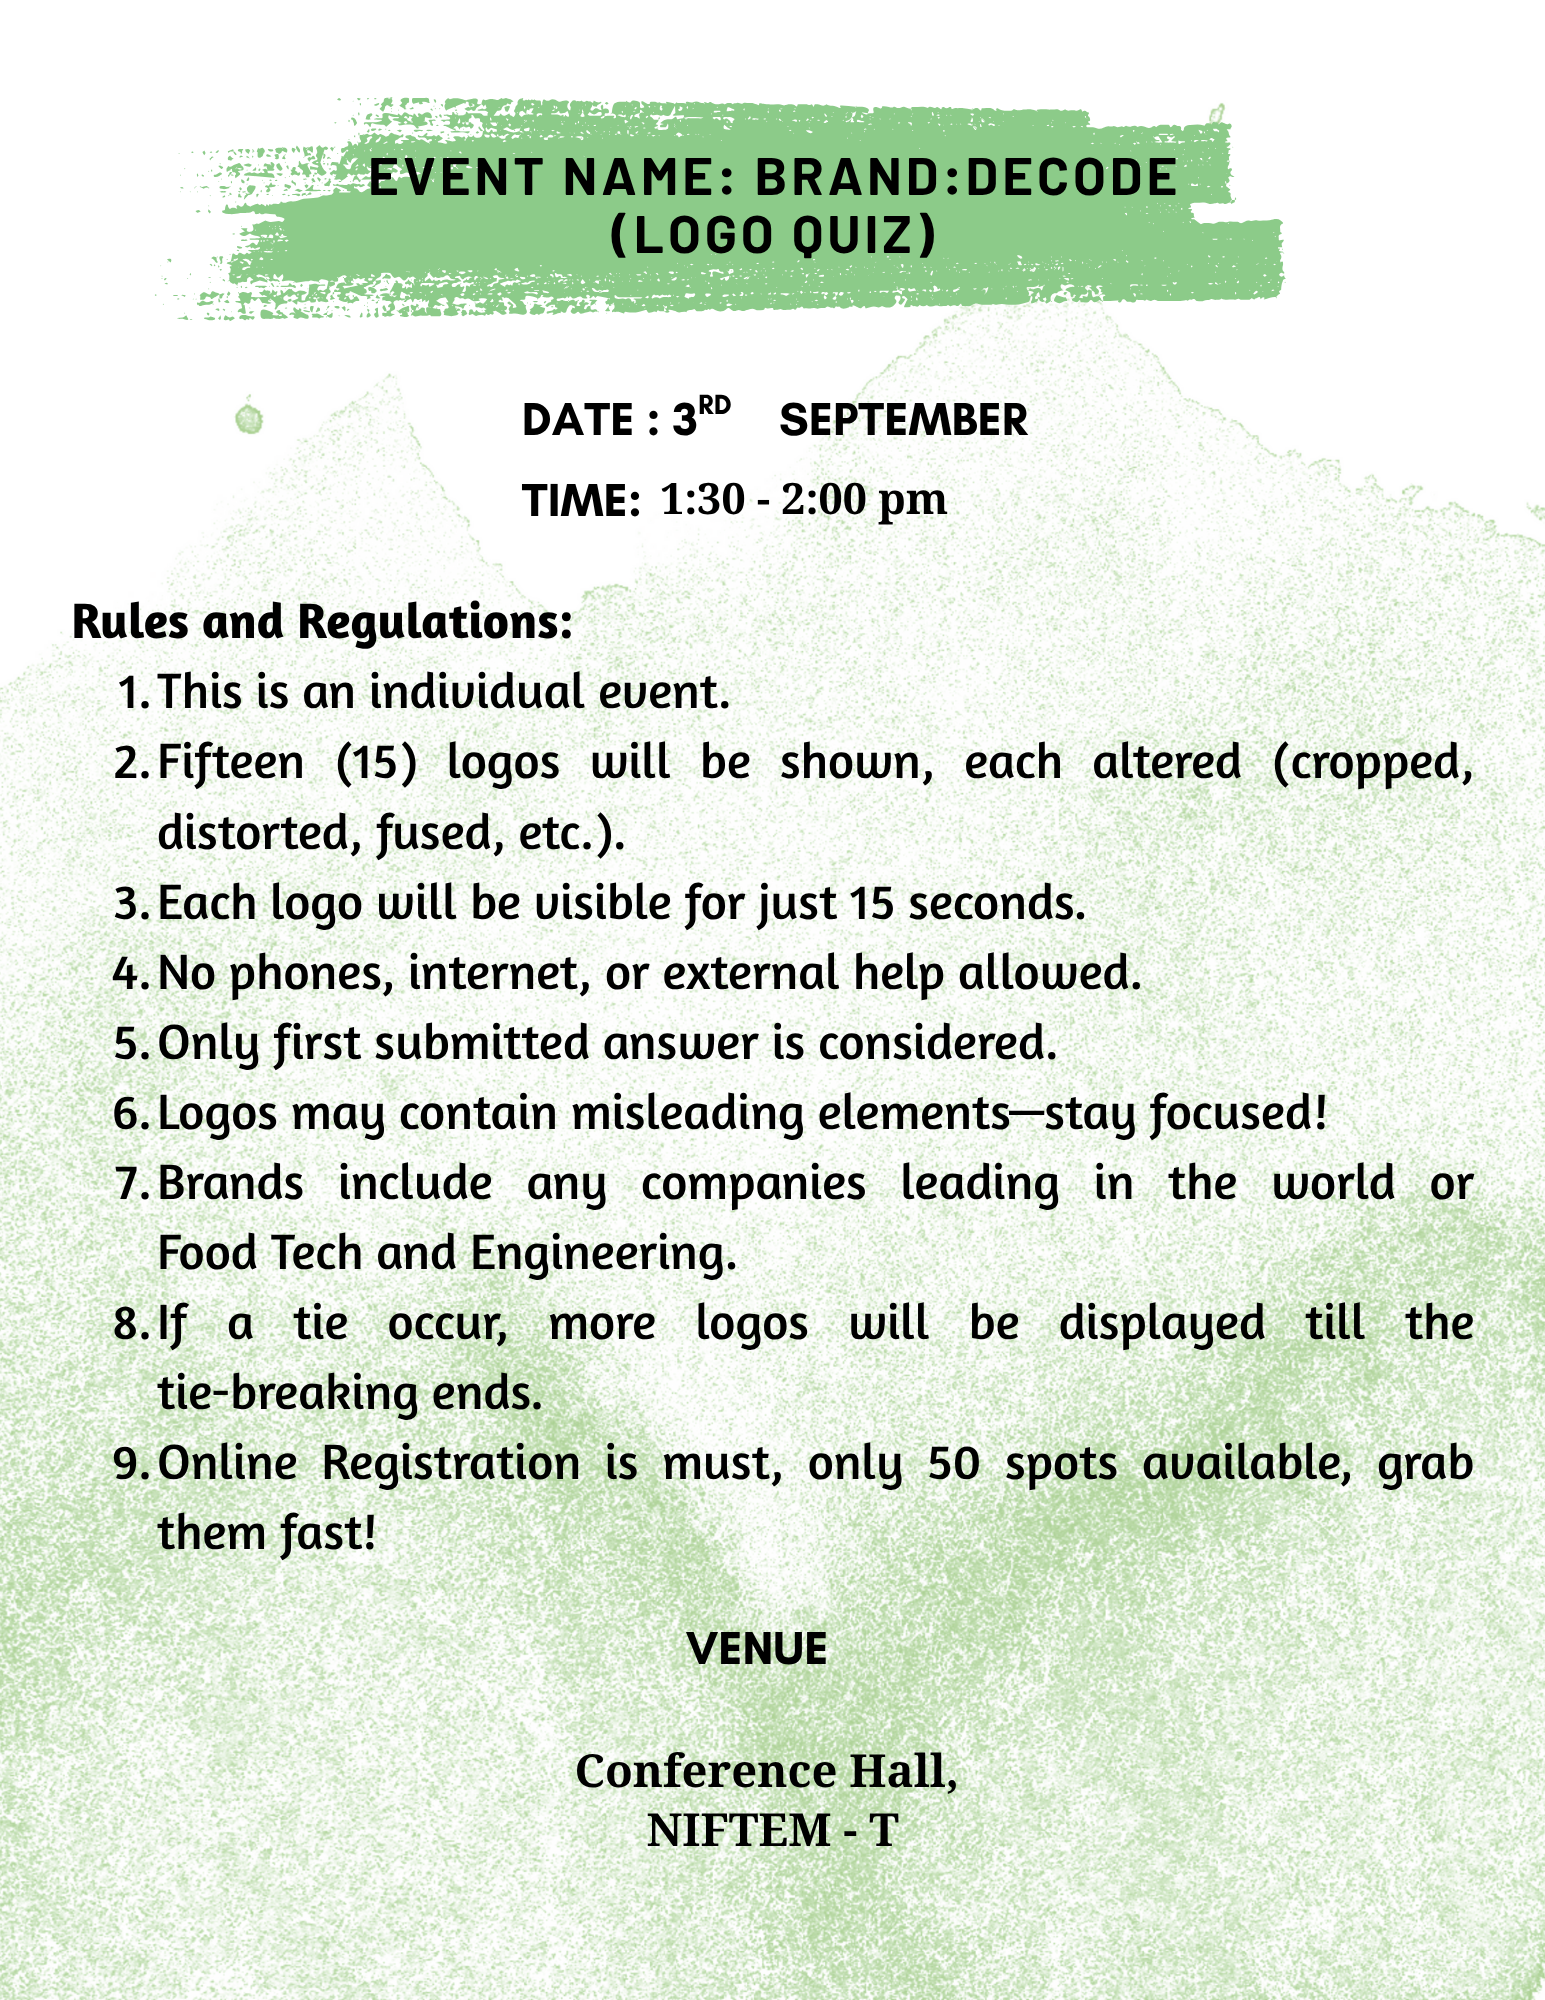 EVENT NAME: BRAND:DECODE
(LOGO QUIZ)
DATE : 3RD SEPTEMBER
TIME: 1:30 - 2:00 pm
Rules and Regulations:
1. This is an individual event.
2. Fifteen (15) logos will be shown, each altered (cropped,
distorted, fused, etc.).
3. Each logo will be visible for just 15 seconds.
4. No phones, internet, or external help allowed.
5. Only first submitted answer is considered.
6. Logos may contain misleading elements—stay focused!
7. Brands include any companies leading in the world or
Food Tech and Engineering.
8. If a tie occur, more logos will be displayed till the
tie-breaking ends.
9. Online Registration is must, only 50 spots available, grab
them fast!
VENUE
Conference Hall,
NIFTEM - T